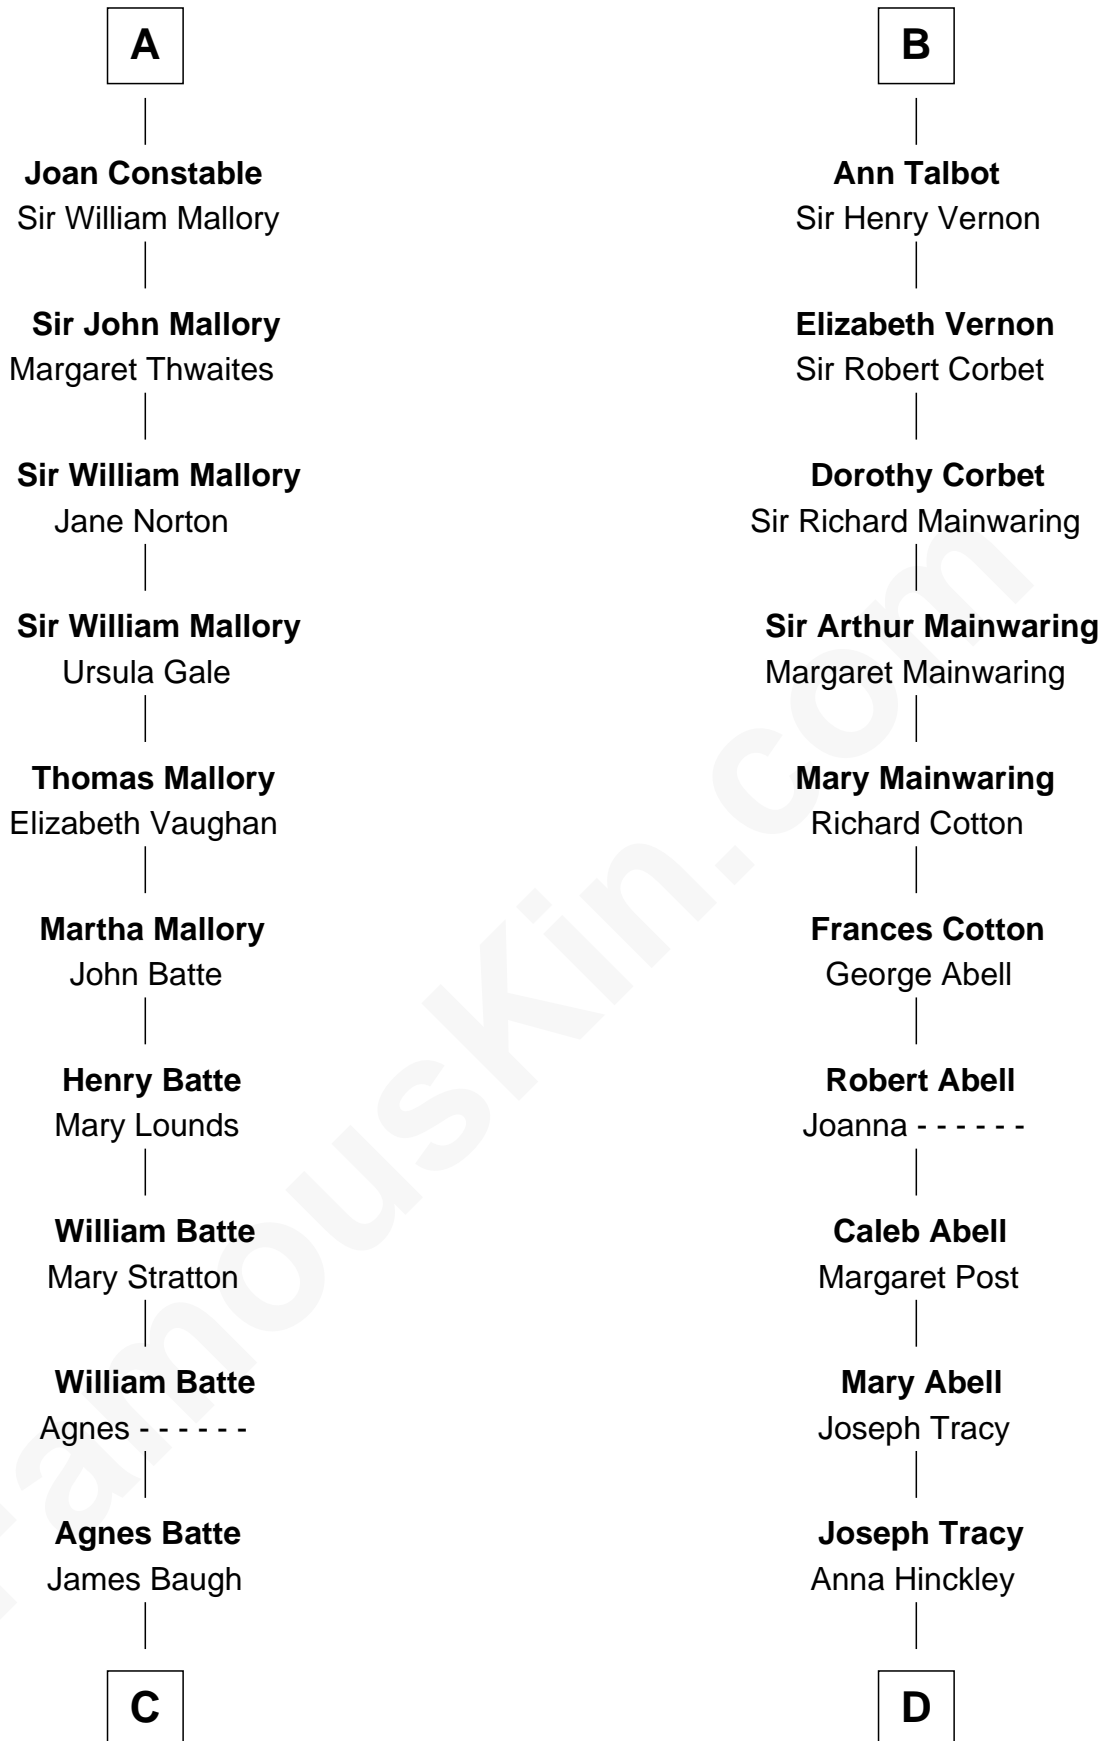 A
Joan Constable
Sir William Mallory
Sir John Mallory
Margaret Thwaites
Sir William Mallory
Jane Norton
Sir William Mallory
Ursula Gale
Thomas Mallory
Elizabeth Vaughan
Martha Mallory
John Batte
Henry Batte
Mary Lounds
William Batte
Mary Stratton
William Batte
Agnes - - - - - -
Agnes Batte
James Baugh
C
B
Ann Talbot
Sir Henry Vernon
Elizabeth Vernon
Sir Robert Corbet
Dorothy Corbet
Sir Richard Mainwaring
Sir Arthur Mainwaring
Margaret Mainwaring
Mary Mainwaring
Richard Cotton
Frances Cotton
George Abell
Robert Abell
Joanna - - - - - -
Caleb Abell
Margaret Post
Mary Abell
Joseph Tracy
Joseph Tracy
Anna Hinckley
D
FamousKin.com